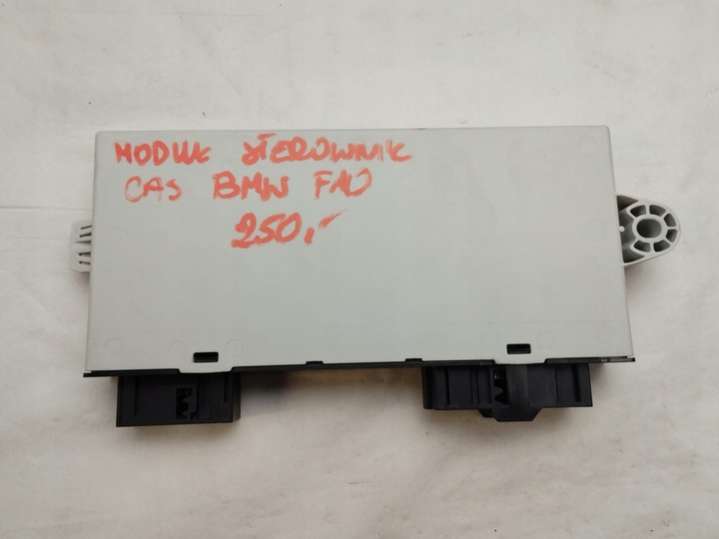 MODUŁ STEROWNIK
CAS BMW F10
250,-